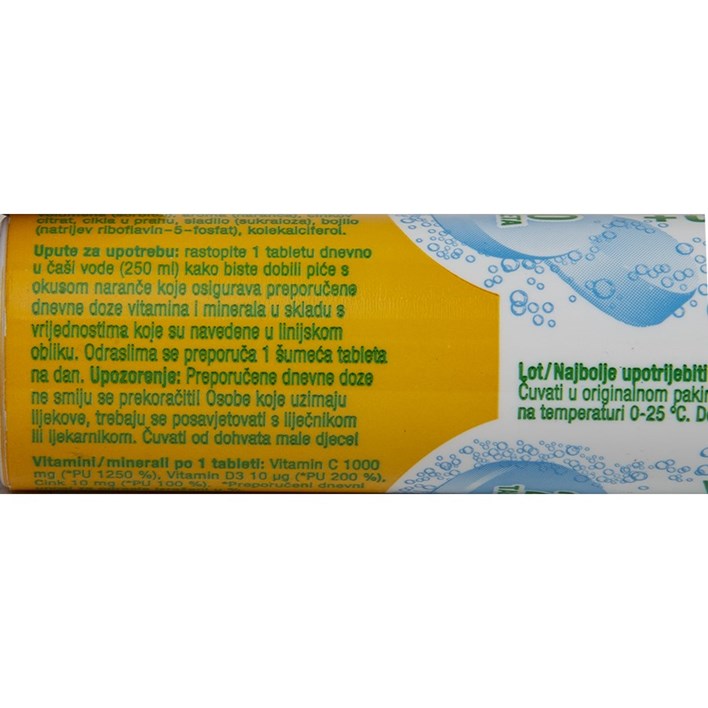 citrat, cikla u prahu, sladilo (sukraloza), bojilo
(natrijev riboflavin-5-fosfat), kolekalciferol.
Upute za upotrebu: rastopite 1 tabletu dnevno
u čaši vode (250 ml) kako biste dobili piće s
okusom naranče koje osigurava preporučene
dnevne doze vitamina i minerala u skladu s
vrijednostima koje su navedene u linijskom
obliku. Odraslima se preporuča 1 šumeća tableta
na dan. Upozorenje: Preporučene dnevne doze
ne smiju se prekoračiti! Osobe koje uzimaju
lijekove, trebaju se posavjetovati s liječnikom
ili ljekarnikom. Čuvati od dohvata male djece!
Vitamini/minerali po 1 tableti: Vitamin C 1000
mg (*PU 1250 %), Vitamin D3 10 µg (*PU 200 %),
Cink 10 mg (*PU 100 %). *Preporučeni dnevni
Lot/Najbolje upotrijebiti
Čuvati u originalnom pakir
na temperaturi 0-25 °C. Do